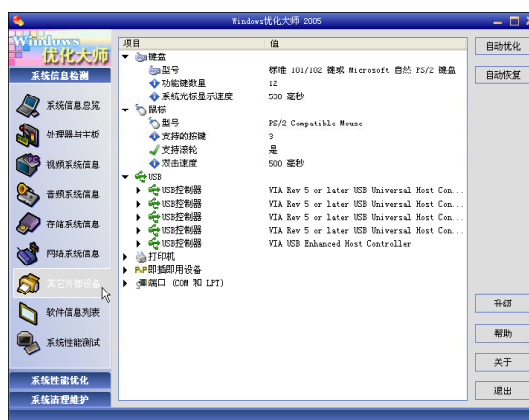 Windows优化大师 2005
Windows
优化大师
系统信息检测
系统信息总览
处理器与主板
视频系统信息
音频系统信息
存储系统信息
网络系统信息
其它外部设备
软件信息列表
系统性能测试
系统性能优化
系统清理维护
项目 值
键盘
型号 标准 101/102 键或 Microsoft 自然 PS/2 键盘
功能键数量 12
系统光标显示速度 530 毫秒
鼠标
型号 PS/2 Compatible Mouse
支持的按键 3
支持滚轮 是
双击速度 500 毫秒
USB
USB控制器 VIA Rev 5 or later USB Universal Host Con...
USB控制器 VIA Rev 5 or later USB Universal Host Con...
USB控制器 VIA Rev 5 or later USB Universal Host Con...
USB控制器 VIA Rev 5 or later USB Universal Host Con...
USB控制器 VIA USB Enhanced Host Controller
打印机
PnP即插即用设备
端口 (COM 和 LPT)
自动优化
自动恢复
升级
帮助
关于
退出